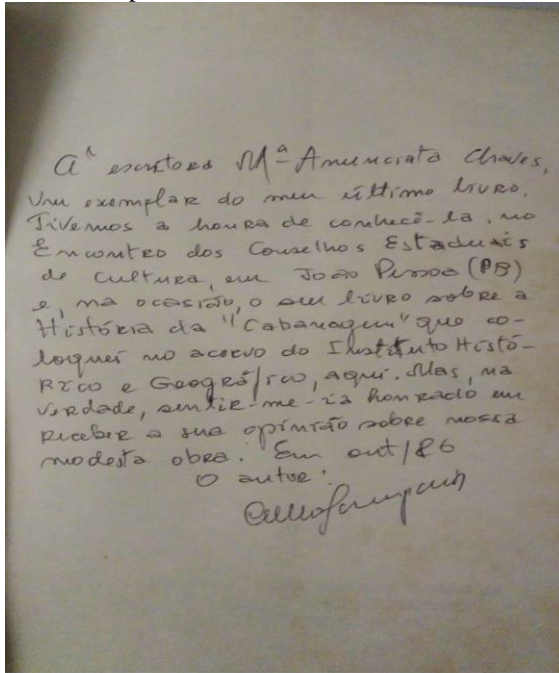 À escritora Mª Anunciata Chaves,
Um exemplar do meu último livro.
Tivemos a honra de conhecê-la, no
Encontro dos Conselhos Estaduais
de Cultura, em João Pessoa (PB)
e, na ocasião, o seu livro sobre a
História da "Cabanagem" que co-
loquei no acervo do Instituto Histó-
rico e Geográfico, aqui. Mas, na
verdade, sentir-me-ia honrado em
receber a sua opinião sobre nossa
modesta obra. Em out/86
O autor: